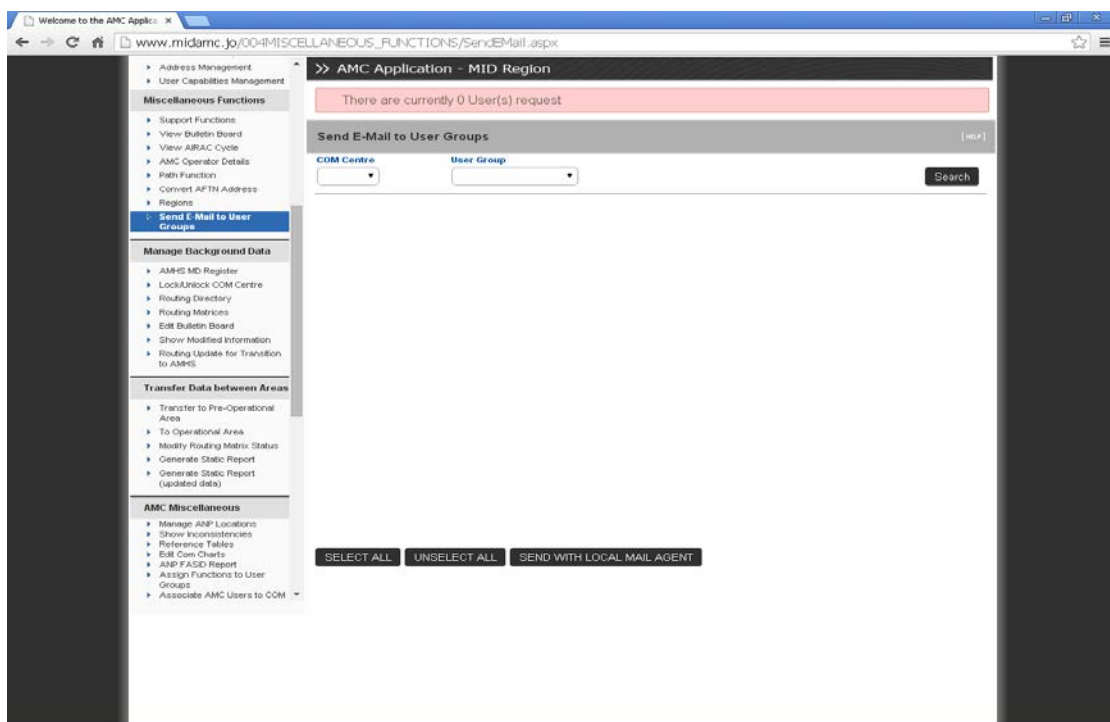 Welcome to the AMC Applica
www.midamc.jo/004MISCELLANEOUS_FUNCTIONS/SendEMail.aspx
Address Management
User Capabilities Management
Miscellaneous Functions
Support Functions
View Bulletin Board
View AIRAC Cycle
AMC Operator Details
Path Function
Convert AFTN Address
Regions
Send E-Mail to User
Groups
Manage Background Data
AMHS MD Register
Lock/Unlock COM Centre
Routing Directory
Routing Matrices
Edit Bulletin Board
Show Modified Information
Routing Update for Transition
to AMHS
Transfer Data between Areas
Transfer to Pre-Operational
Area
To Operational Area
Modify Routing Matrix Status
Generate Static Report
Generate Static Report
(updated data)
AMC Miscellaneous
Manage ANP Locations
Show Inconsistencies
Reference Tables
Edit Com Charts
ANP FASID Report
Assign Functions to User
Groups
Associate AMC Users to COM
>> AMC Application - MID Region
There are currently 0 User(s) request
Send E-Mail to User Groups [HELP]
COM Centre User Group
Search
SELECT ALL UNSELECT ALL SEND WITH LOCAL MAIL AGENT